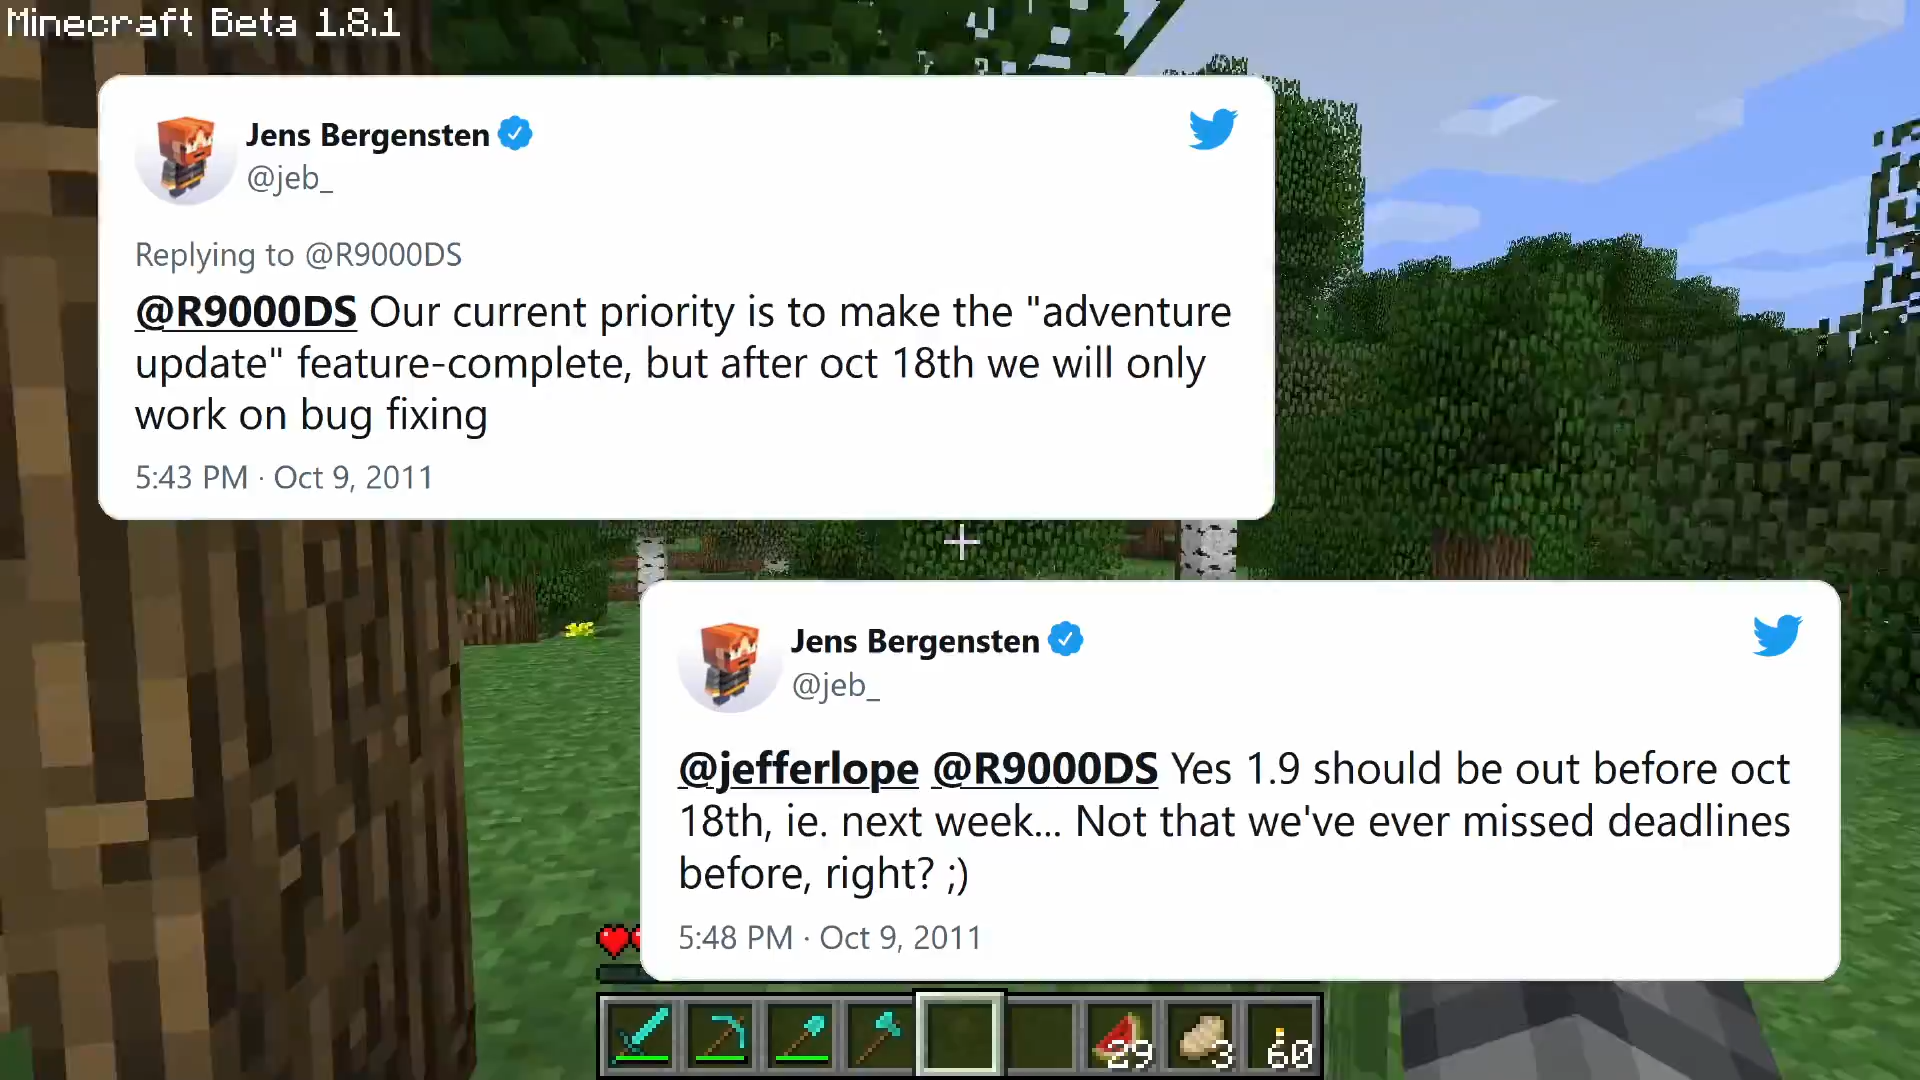 Minecraft Beta 1.8.1
Jens Bergensten
@jeb_
Replying to @R9000DS
@R9000DS Our current priority is to make the "adventure
update" feature-complete, but after oct 18th we will only
work on bug fixing
5:43 PM · Oct 9, 2011
Jens Bergensten
@jeb_
@jefferlope @R9000DS Yes 1.9 should be out before oct
18th, ie. next week... Not that we've ever missed deadlines
before, right? ;)
5:48 PM · Oct 9, 2011
29 3 60